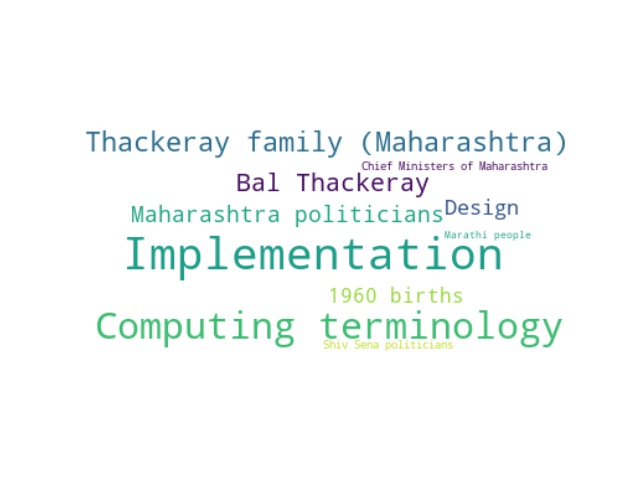 Thackeray family (Maharashtra)
Chief Ministers of Maharashtra
Bal Thackeray
Design
Maharashtra politicians
Marathi people
Implementation
1960 births
Computing terminology
Shiv Sena politicians